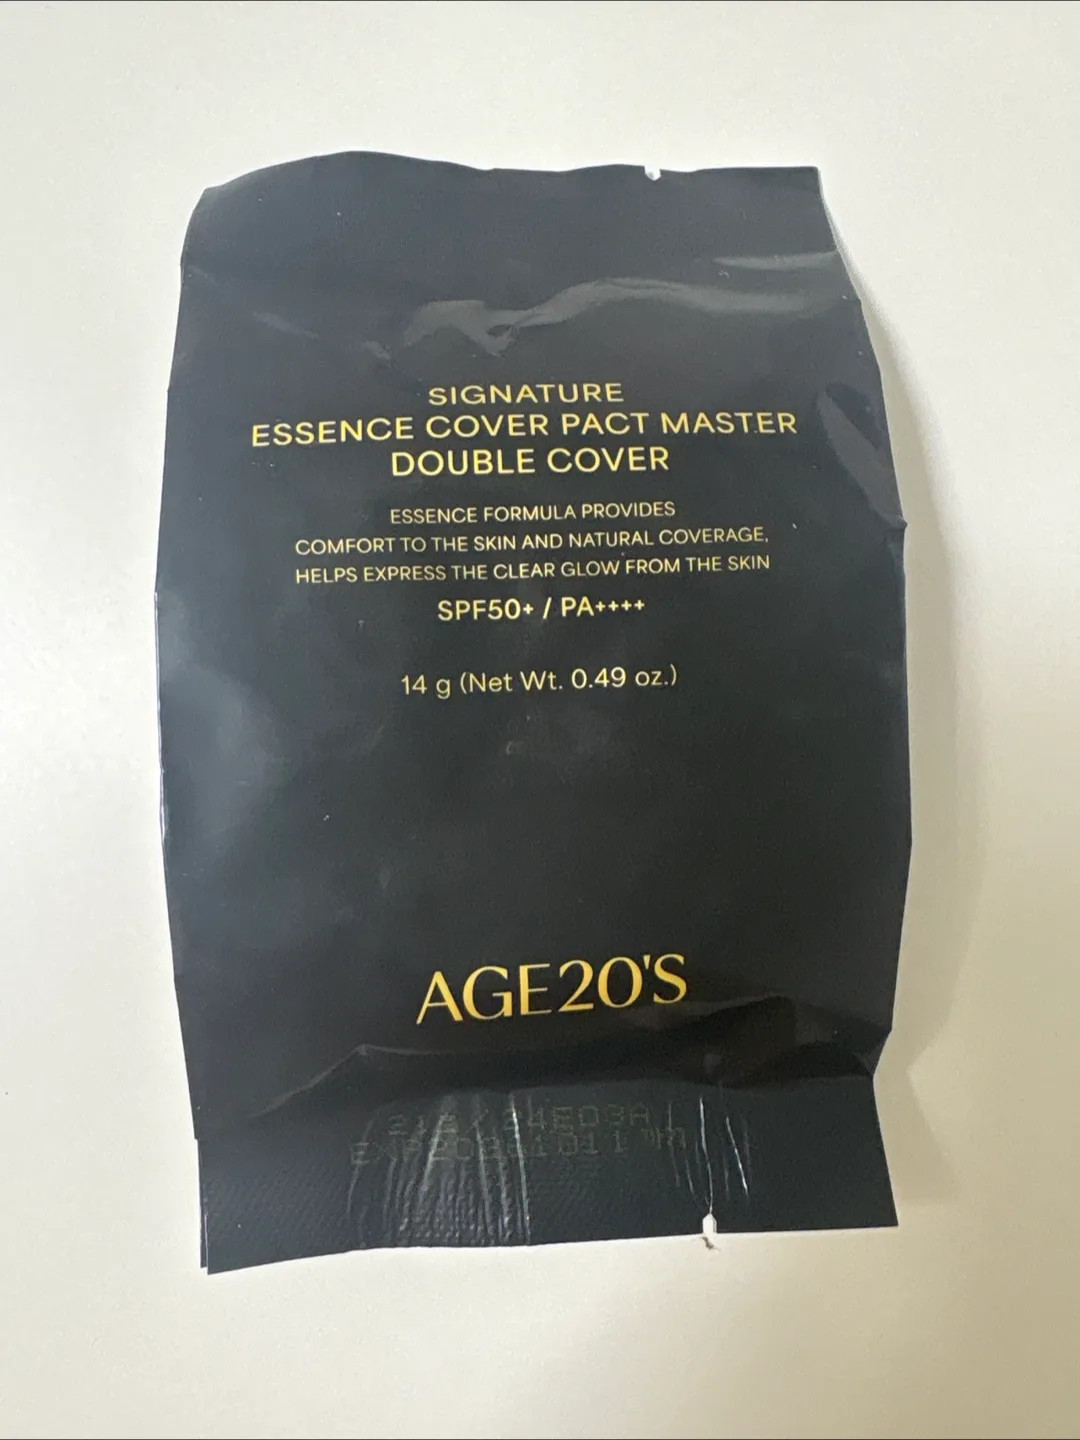 SIGNATURE
ESSENCE COVER PACT MASTER
DOUBLE COVER
ESSENCE FORMULA PROVIDES
COMFORT TO THE SKIN AND NATURAL COVERAGE,
HELPS EXPRESS THE CLEAR GLOW FROM THE SKIN
SPF50+ / PA++++
14 g (Net Wt. 0.49 oz.)
AGE20'S